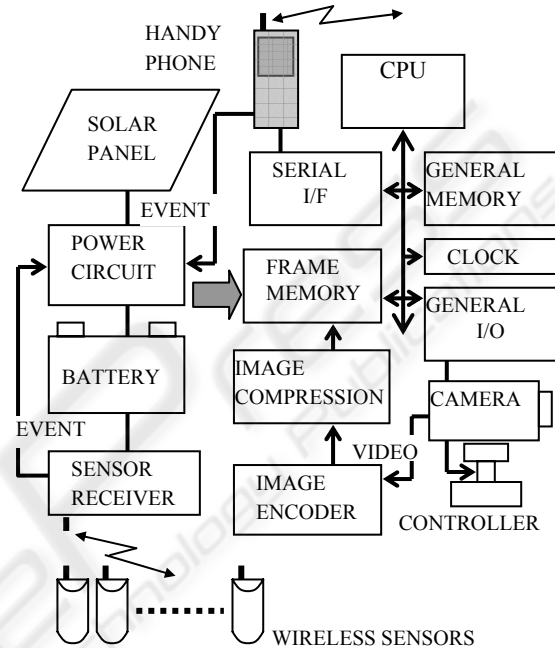 HANDY
PHONE
CPU
SOLAR
PANEL
SERIAL
I/F
GENERAL
MEMORY
EVENT
POWER
CIRCUIT
FRAME
MEMORY
CLOCK
GENERAL
I/O
BATTERY
IMAGE
COMPRESSION
CAMERA
EVENT
VIDEO
SENSOR
RECEIVER
IMAGE
ENCODER
CONTROLLER
WIRELESS SENSORS